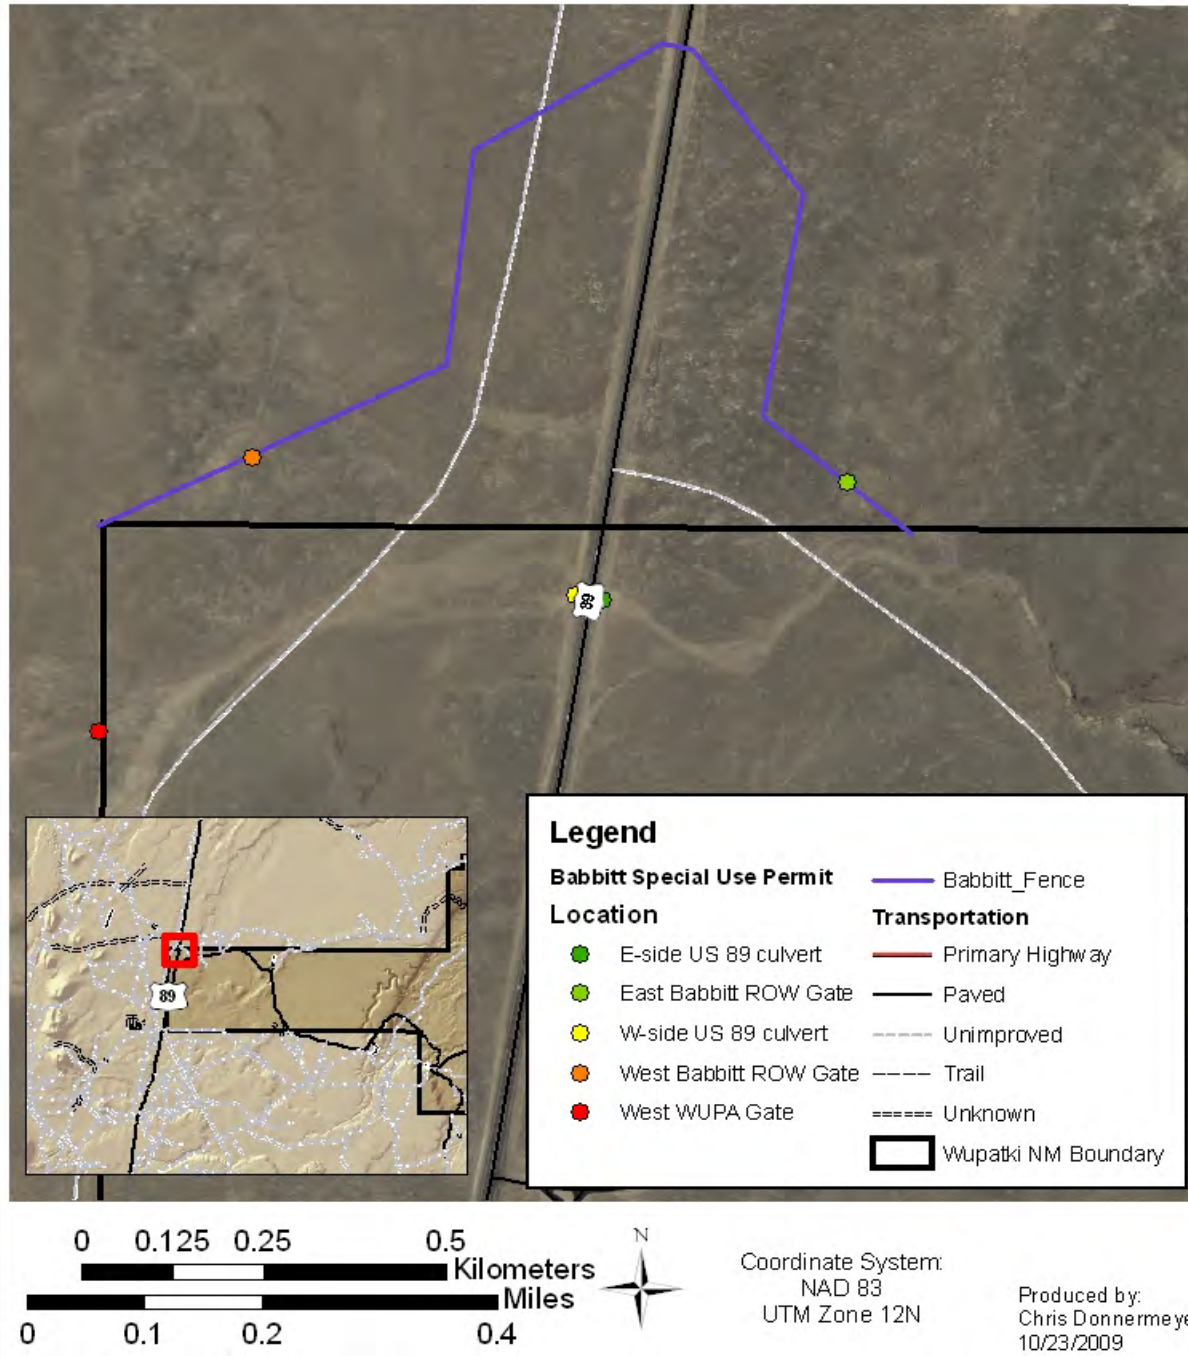 89
89
Legend
Babbitt Special Use Permit
Location
E-side US 89 culvert
East Babbitt ROW Gate
W-side US 89 culvert
West Babbitt ROW Gate
West WUPA Gate
Babbitt_Fence
Transportation
Primary Highway
Paved
Unimproved
Trail
Unknown
Wupatki NM Boundary
0 0.125 0.25 0.5
Kilometers
Miles
0 0.1 0.2 0.4
N
Coordinate System:
NAD 83
UTM Zone 12N
Produced by:
Chris Donnermeye
10/23/2009